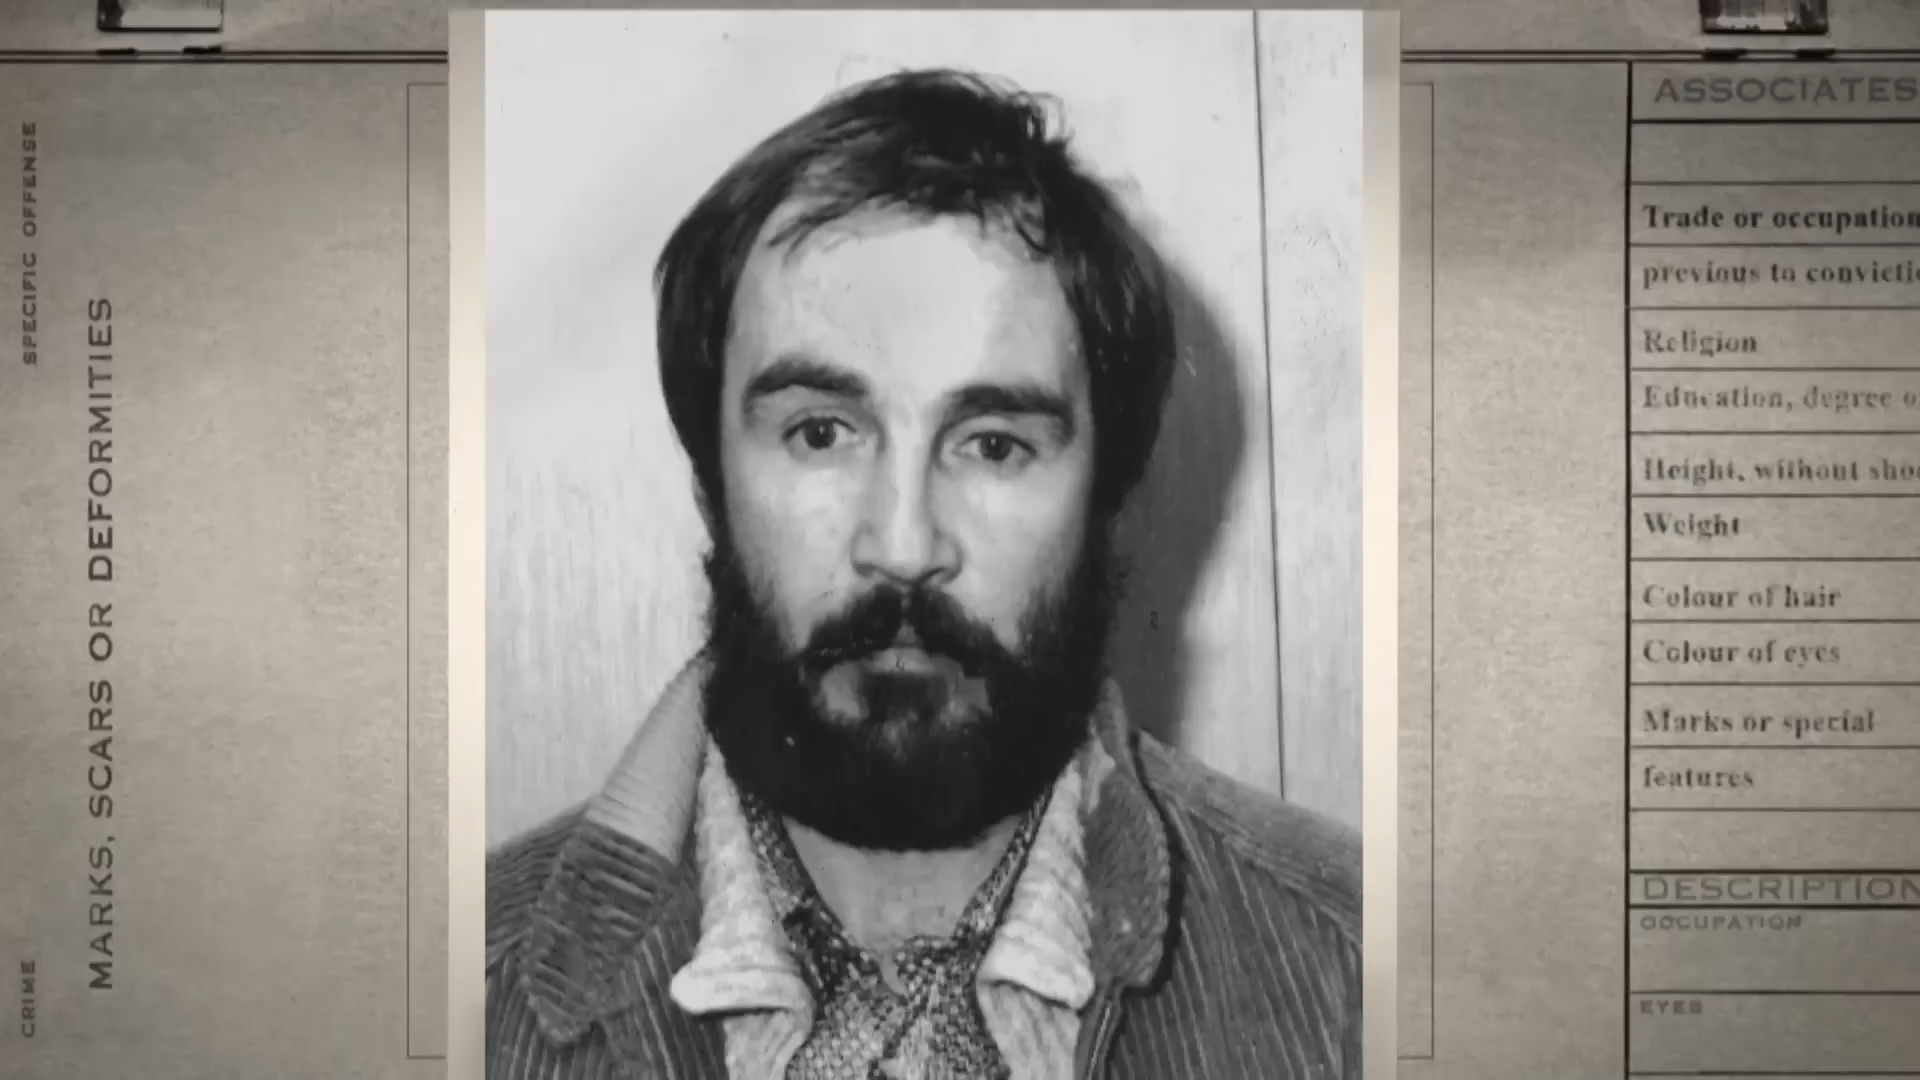 SPECIFIC OFFENSE
CRIME
MARKS, SCARS OR DEFORMITIES
ASSOCIATES
Trade or occupation
previous to convicti
Religion
Education, degree o
Height, without sho
Weight
Colour of hair
Colour of eyes
Marks or special
features
DESCRIPTION
OCCUPATION
EYES